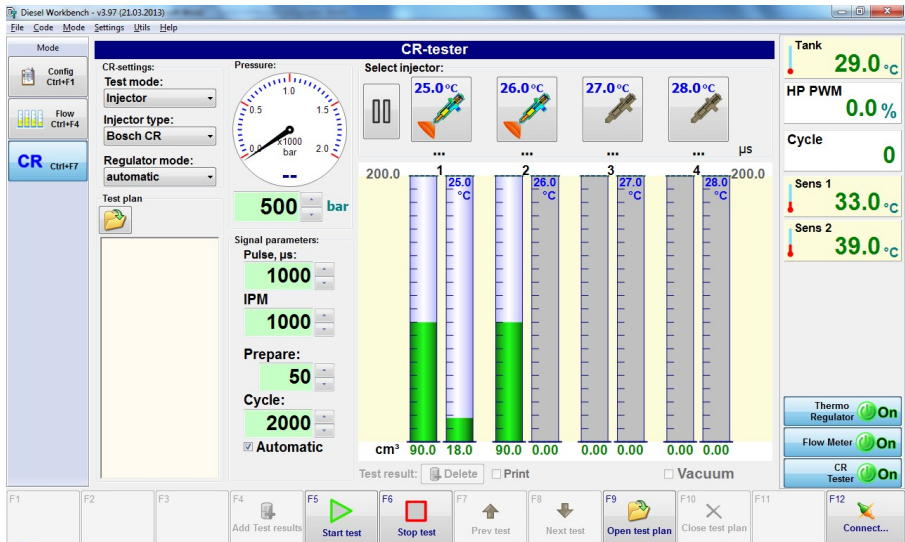 Diesel Workbench - v3.97 (21.03.2013)
File Code Mode Settings Utils Help
Mode
Config
Ctrl+F1
Flow
Ctrl+F4
CR Ctrl+F7
CR-tester
CR-settings:
Test mode:
Injector
Injector type:
Bosch CR
Regulator mode:
automatic
Test plan
Pressure:
0.0 0.5 1.0 1.5 2.0
x1000
bar
--
500 bar
Signal parameters:
Pulse, µs:
1000
IPM
1000
Prepare:
50
Cycle:
2000
Automatic
Select injector:
25.0°C 26.0°C 27.0°C 28.0°C
... ... ... ... µs
200.0 1 2 3 4 200.0
25.0 26.0 27.0 28.0
°C °C °C °C
cm³ 90.0 18.0 90.0 0.00 0.00 0.00 0.00 0.00
Test result: Delete Print Vacuum
Tank
29.0 °C
HP PWM
0.0 %
Cycle
0
Sens 1
33.0 °C
Sens 2
39.0 °C
Thermo
Regulator On
Flow Meter On
CR
Tester On
F1 F2 F3 F4 F5 F6 F7 F8 F9 F10 F11 F12
Add Test results Start test Stop test Prev test Next test Open test plan Close test plan Connect...